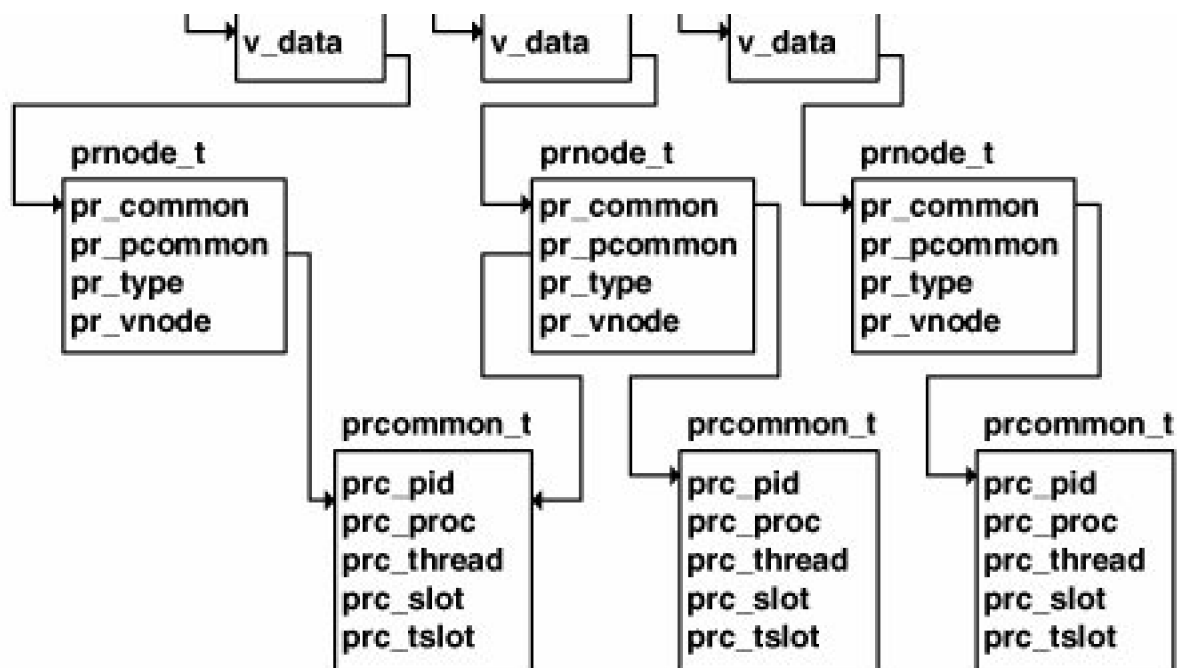 v_data
v_data
v_data
prnode_t
prnode_t
prnode_t
pr_common
pr_pcommon
pr_type
pr_vnode
pr_common
pr_pcommon
pr_type
pr_vnode
pr_common
pr_pcommon
pr_type
pr_vnode
prcommon_t
prcommon_t
prcommon_t
prc_pid
prc_proc
prc_thread
prc_slot
prc_tslot
prc_pid
prc_proc
prc_thread
prc_slot
prc_tslot
prc_pid
prc_proc
prc_thread
prc_slot
prc_tslot